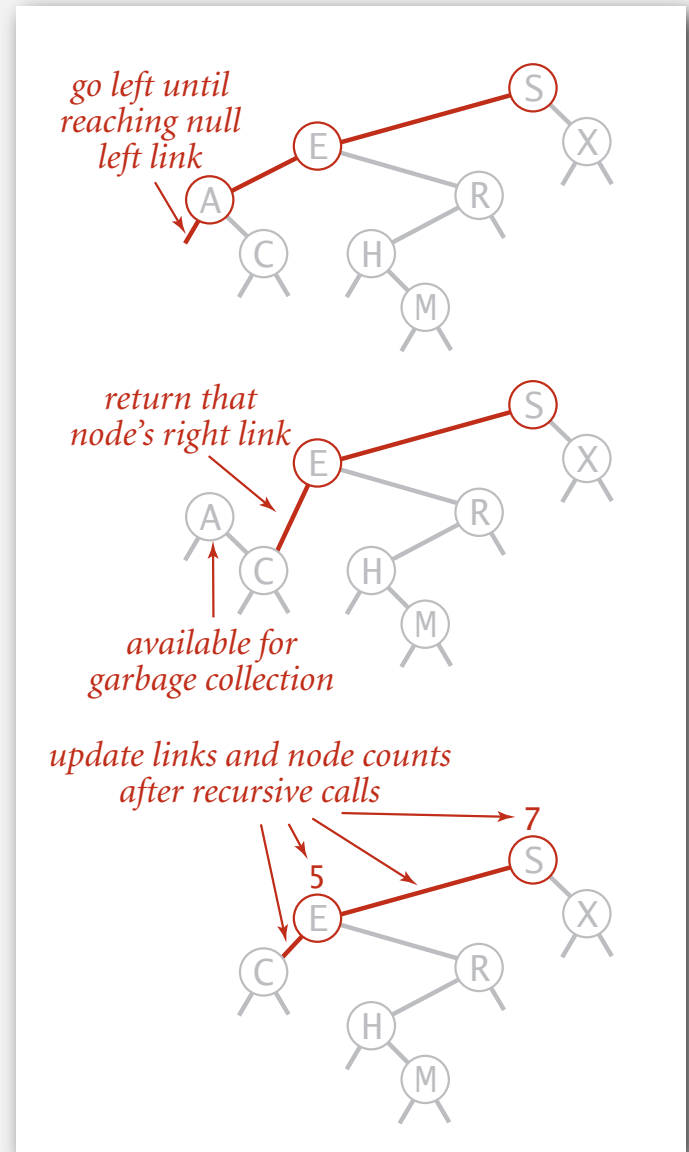 go left until
reaching null
left link
S
X
E
A
R
C
H
M
return that
node's right link
S
X
E
A
R
C
H
M
available for
garbage collection
update links and node counts
after recursive calls
7
S
5
X
E
C
R
H
M